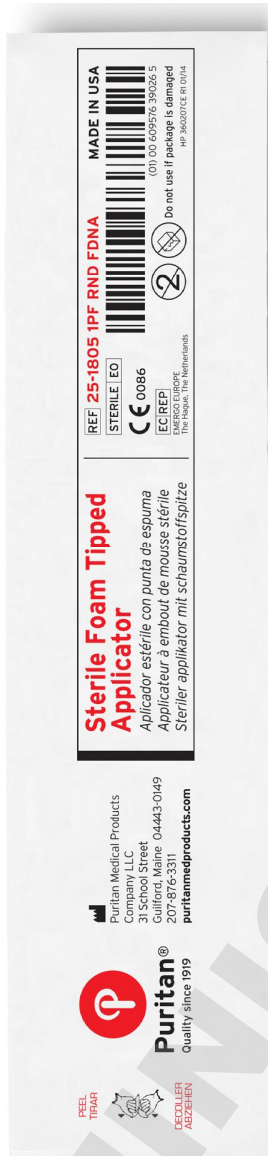 PEEL
TIRAR
DECOLLER
ABZIEHEN
Puritan®
Quality since 1919
Puritan Medical Products
Company LLC
31 School Street
Guilford, Maine 04443-0149
207-876-3311
puritanmedproducts.com
Sterile Foam Tipped
Applicator
Aplicador estéril con punta de espuma
Applicateur à embout de mousse stérile
Steriler applikator mit schaumstoffspitze
REF 25-1805 1PF RND FDNA
MADE IN USA
STERILE EO
(01) 00 609576 39026 5
CE 0086
2
Do not use if package is damaged
EC REP
EMERGO EUROPE
The Hague, The Netherlands
HP 360207CE R1 01/14